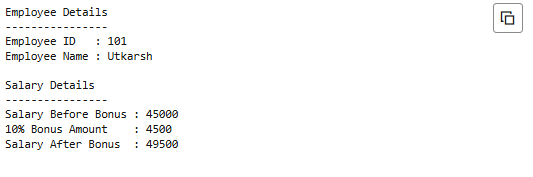 Employee Details
----------------
Employee ID   : 101
Employee Name : Utkarsh

Salary Details
----------------
Salary Before Bonus : 45000
10% Bonus Amount    : 4500
Salary After Bonus  : 49500